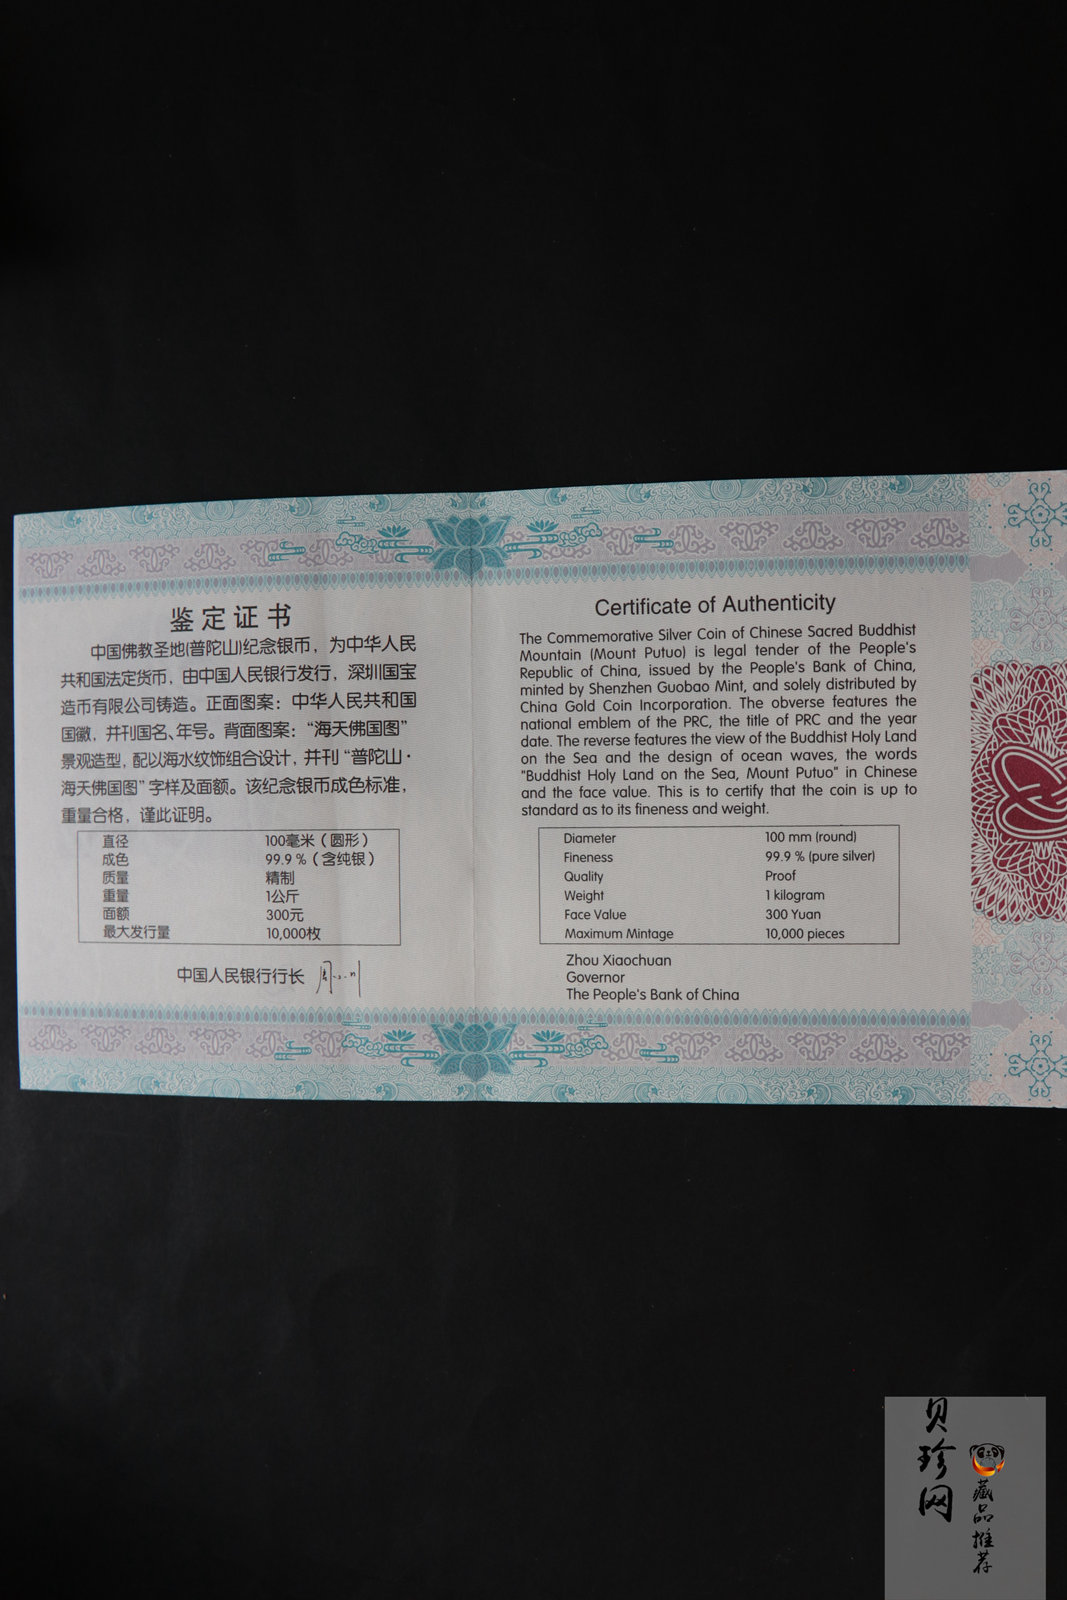 鉴定证书
中国佛教圣地(普陀山)纪念银币，为中华人民
共和国法定货币，由中国人民银行发行，深圳国宝
造币有限公司铸造。正面图案：中华人民共和国
国徽，并刊国名、年号。背面图案：“海天佛国图”
景观造型，配以海水纹饰组合设计，并刊“普陀山·
海天佛国图”字样及面额。该纪念银币成色标准，
重量合格，谨此证明。
直径 100毫米（圆形）
成色 99.9 %（含纯银）
质量 精制
重量 1公斤
面额 300元
最大发行量 10,000枚
中国人民银行行长
Certificate of Authenticity
The Commemorative Silver Coin of Chinese Sacred Buddhist
Mountain (Mount Putuo) is legal tender of the People's
Republic of China, issued by the People's Bank of China,
minted by Shenzhen Guobao Mint, and solely distributed by
China Gold Coin Incorporation. The obverse features the
national emblem of the PRC, the title of PRC and the year
date. The reverse features the view of the Buddhist Holy Land
on the Sea and the design of ocean waves, the words
"Buddhist Holy Land on the Sea, Mount Putuo" in Chinese
and the face value. This is to certify that the coin is up to
standard as to its fineness and weight.
Diameter 100 mm (round)
Fineness 99.9 % (pure silver)
Quality Proof
Weight 1 kilogram
Face Value 300 Yuan
Maximum Mintage 10,000 pieces
Zhou Xiaochuan
Governor
The People's Bank of China
贝珍网
藏品推荐